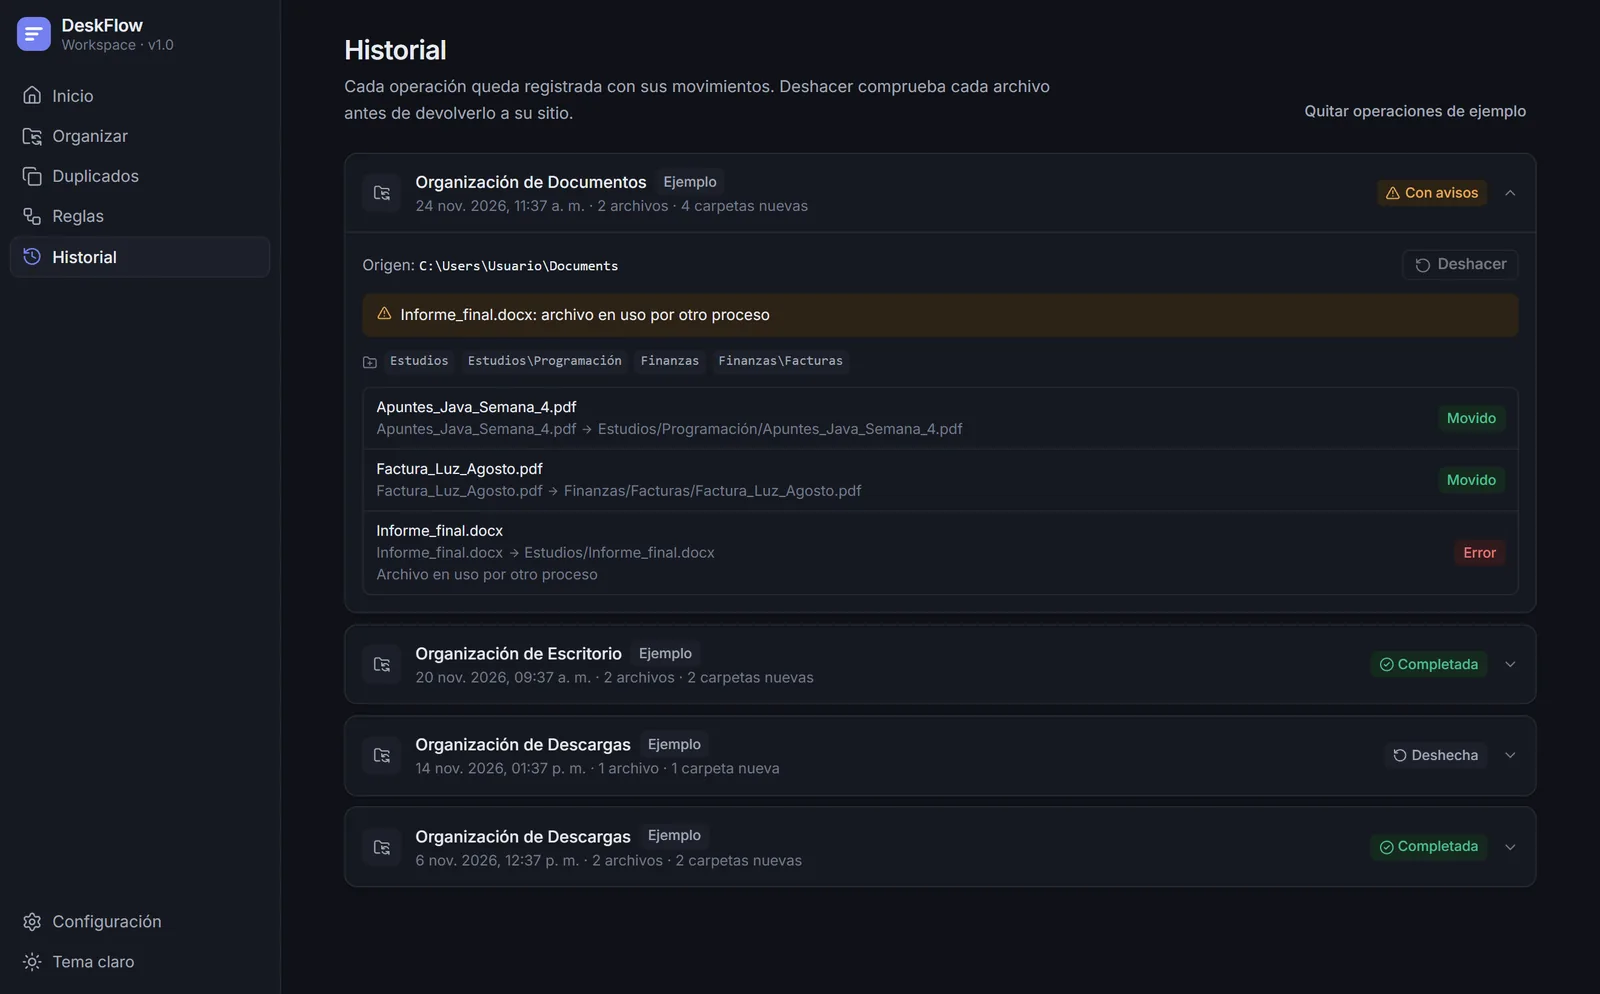 DeskFlow
Workspace · v1.0
Inicio
Organizar
Duplicados
Reglas
Historial
Configuración
Tema claro
Historial
Cada operación queda registrada con sus movimientos. Deshacer comprueba cada archivo
antes de devolverlo a su sitio.
Quitar operaciones de ejemplo
Organización de Documentos Ejemplo
24 nov. 2026, 11:37 a. m. · 2 archivos · 4 carpetas nuevas
Con avisos
Origen: C:\Users\Usuario\Documents
Deshacer
Informe_final.docx: archivo en uso por otro proceso
Estudios Estudios\Programación Finanzas Finanzas\Facturas
Apuntes_Java_Semana_4.pdf
Apuntes_Java_Semana_4.pdf → Estudios/Programación/Apuntes_Java_Semana_4.pdf
Movido
Factura_Luz_Agosto.pdf
Factura_Luz_Agosto.pdf → Finanzas/Facturas/Factura_Luz_Agosto.pdf
Movido
Informe_final.docx
Informe_final.docx → Estudios/Informe_final.docx
Archivo en uso por otro proceso
Error
Organización de Escritorio Ejemplo
20 nov. 2026, 09:37 a. m. · 2 archivos · 2 carpetas nuevas
Completada
Organización de Descargas Ejemplo
14 nov. 2026, 01:37 p. m. · 1 archivo · 1 carpeta nueva
Deshecha
Organización de Descargas Ejemplo
6 nov. 2026, 12:37 p. m. · 2 archivos · 2 carpetas nuevas
Completada